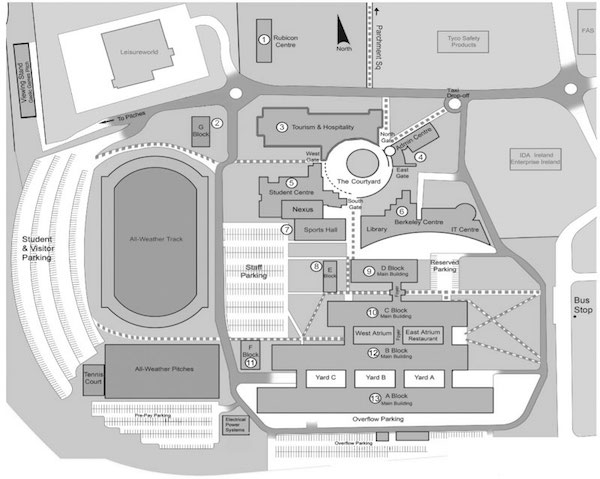 Leisureworld
Viewing Stand
1
Rubicon
Centre
North
Parchment Sq
Tyco Safety
Products
FÁS
To Pitches
Taxi
Drop-off
G
Block
2
3
Tourism & Hospitality
North
Gate
Admin Centre
4
IDA Ireland
Enterprise Ireland
West
Gate
East
Gate
The Courtyard
5
Student Centre
South
Gate
Nexus
6
Library
Berkeley Centre
IT Centre
7
Sports Hall
Student
& Visitor
Parking
All-Weather Track
Staff
Parking
8
E
Block
9
D Block
Main Building
Reserved
Parking
Bus
Stop
10
C Block
Main Building
West Atrium
Foyer
East Atrium
Restaurant
F
Block
11
12
B Block
Main Building
Tennis
Court
All-Weather Pitches
Yard C
Yard B
Yard A
13
A Block
Main Building
Pre-Pay Parking
Electrical
Power
Systems
Overflow Parking
Overflow Parking